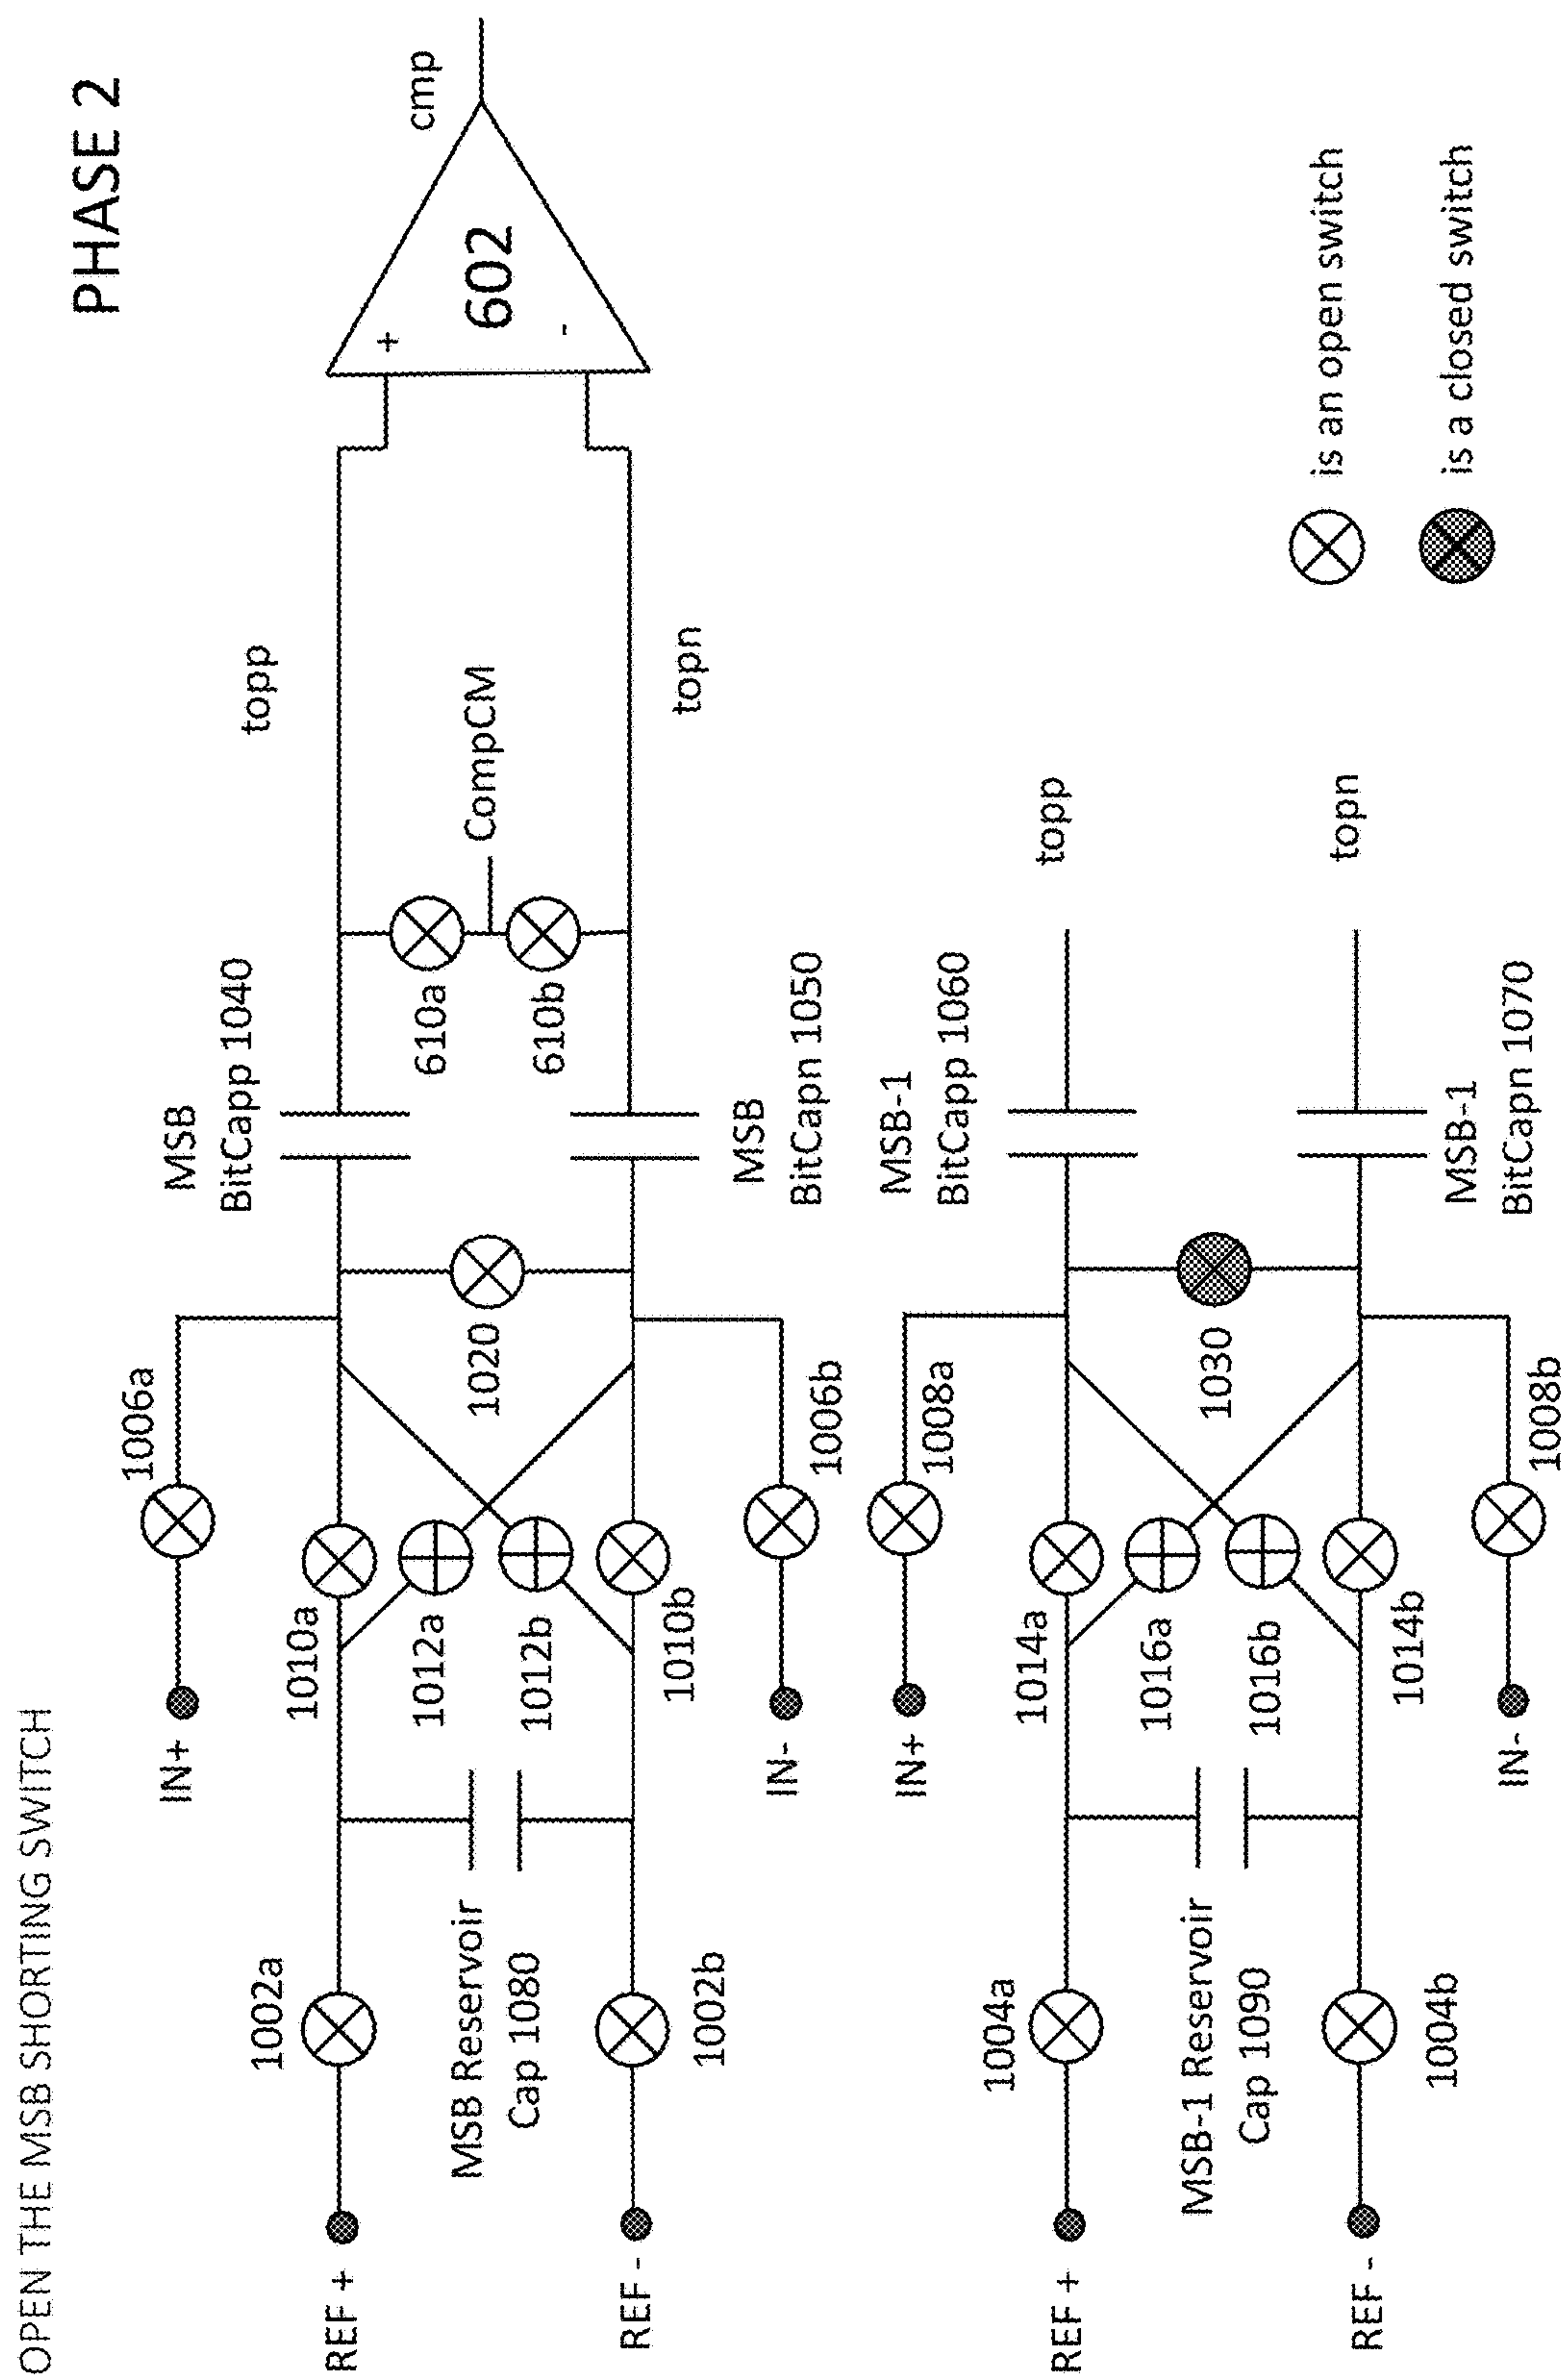 OPEN THE MSB SHORTING SWITCH
PHASE 2
IN+
1006a
MSB
BitCapp 1040
topp
cmp
1002a
1010a
REF +
1012a
1020
610a
CompCM
+
602
-
MSB Reservoir
Cap 1080
1012b
610b
REF -
1002b
1010b
topn
IN-
1006b
MSB
BitCapn 1050
IN+
1008a
MSB-1
BitCapp 1060
1004a
1014a
topp
REF +
1016a
MSB-1 Reservoir
Cap 1090
1016b
1030
is an open switch
REF -
1004b
1014b
topn
is a closed switch
IN-
1008b
MSB-1
BitCapn 1070